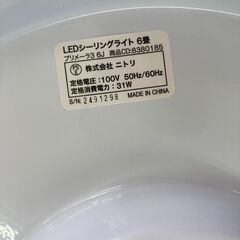 LEDシーリングライト 6畳
プリメーラ3 6J 商品CD:8380185
株式会社 ニトリ
定格電圧:100V 50Hz/60Hz
定格消費電力:31W
S/N: 2491298 MADE IN CHINA